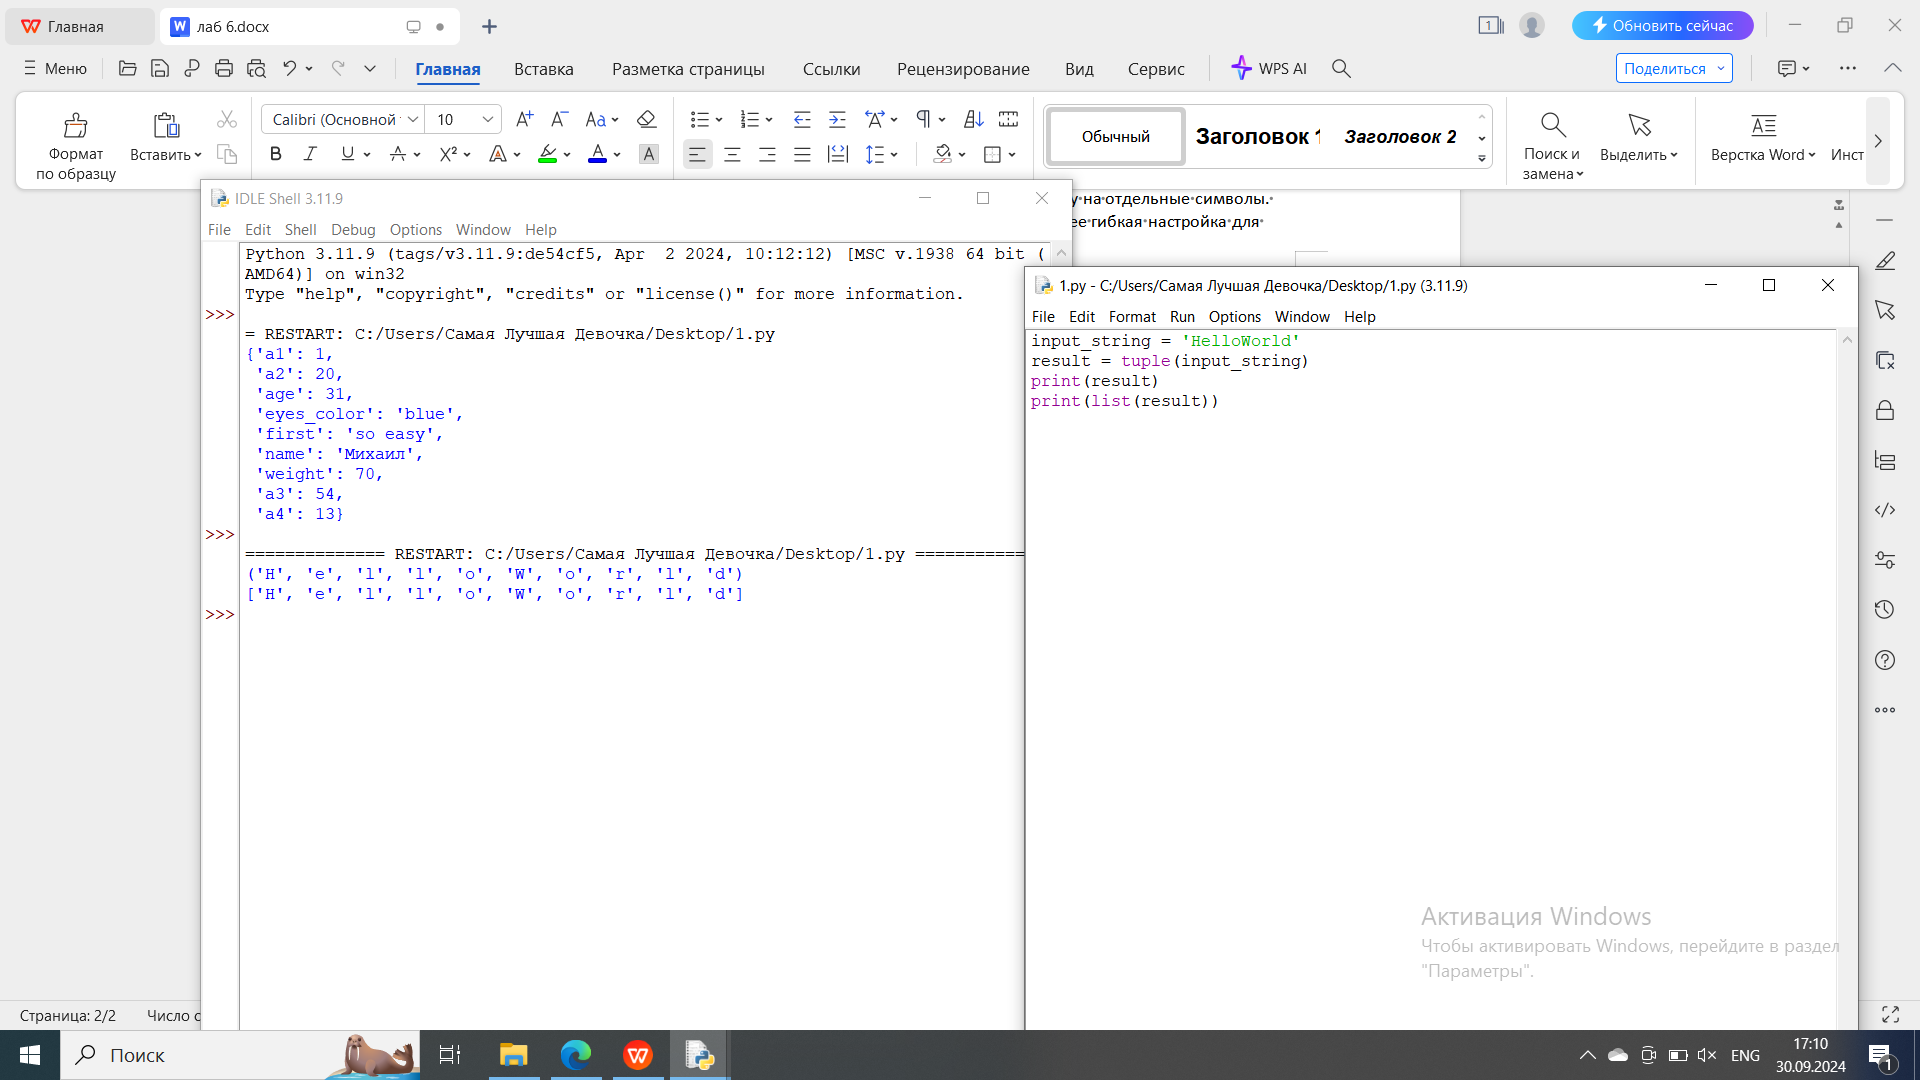 Главная
лаб 6.docx
1
Обновить сейчас
Меню
Главная
Вставка
Разметка страницы
Ссылки
Рецензирование
Вид
Сервис
WPS AI
Поделиться
Формат
по образцу
Вставить
Calibri (Основной
10
Обычный
Заголовок 1
Заголовок 2
Поиск и
замена
Выделить
Верстка Word
Инст
у на отдельные символы.
ее гибкая настройка для
IDLE Shell 3.11.9
File Edit Shell Debug Options Window Help
Python 3.11.9 (tags/v3.11.9:de54cf5, Apr  2 2024, 10:12:12) [MSC v.1938 64 bit (
AMD64)] on win32
Type "help", "copyright", "credits" or "license()" for more information.
>>>
= RESTART: C:/Users/Самая Лучшая Девочка/Desktop/1.py
{'a1': 1,
 'a2': 20,
 'age': 31,
 'eyes_color': 'blue',
 'first': 'so easy',
 'name': 'Михаил',
 'weight': 70,
 'a3': 54,
 'a4': 13}
>>>
============== RESTART: C:/Users/Самая Лучшая Девочка/Desktop/1.py ===========
('H', 'e', 'l', 'l', 'o', 'W', 'o', 'r', 'l', 'd')
['H', 'e', 'l', 'l', 'o', 'W', 'o', 'r', 'l', 'd']
>>>
1.py - C:/Users/Самая Лучшая Девочка/Desktop/1.py (3.11.9)
File Edit Format Run Options Window Help
input_string = 'HelloWorld'
result = tuple(input_string)
print(result)
print(list(result))
Активация Windows
Чтобы активировать Windows, перейдите в раздел
"Параметры".
Страница: 2/2
Число с
Поиск
ENG
17:10
30.09.2024
1